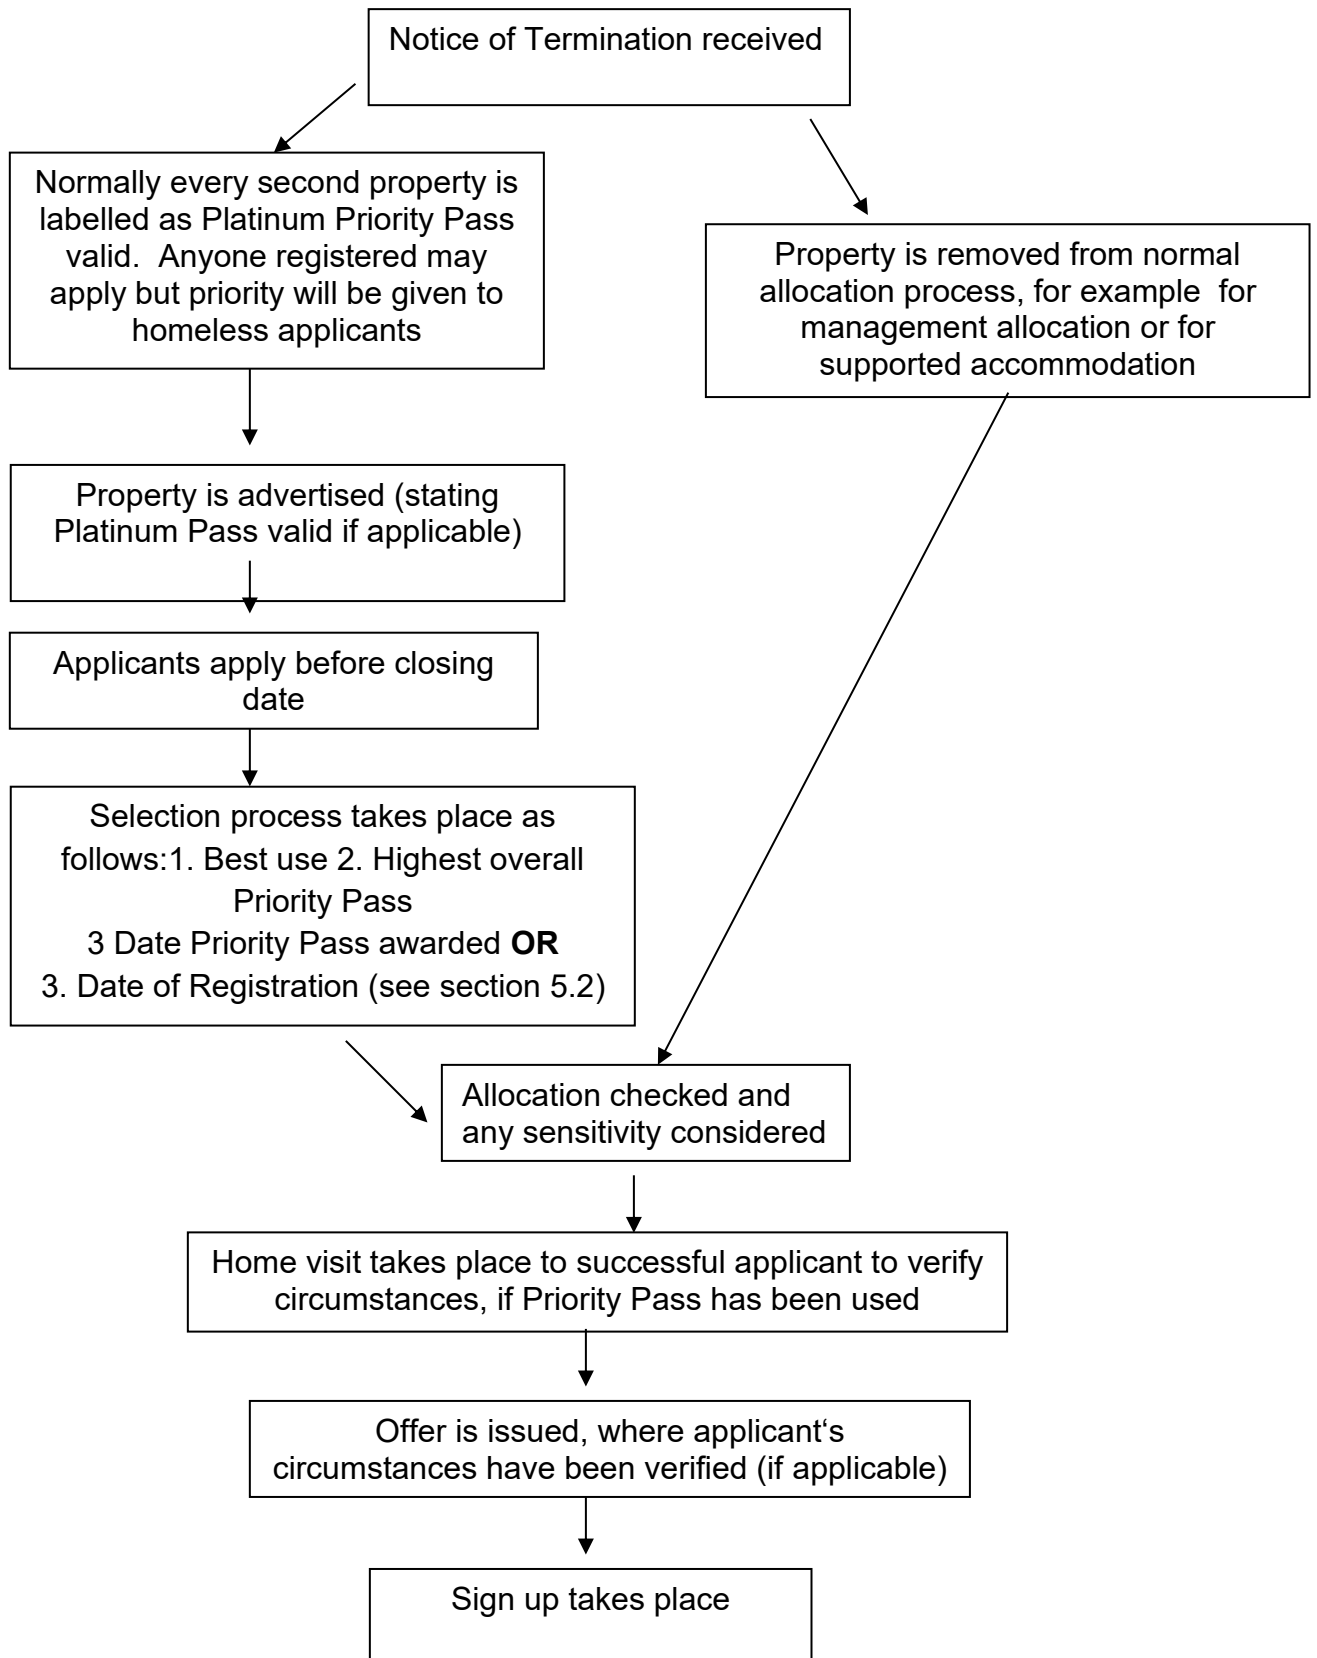 Notice of Termination received
Normally every second property is
labelled as Platinum Priority Pass
valid.  Anyone registered may
apply but priority will be given to
homeless applicants
Property is removed from normal
allocation process, for example  for
management allocation or for
supported accommodation
Property is advertised (stating
Platinum Pass valid if applicable)
Applicants apply before closing
date
Selection process takes place as
follows:1. Best use 2. Highest overall
Priority Pass
3 Date Priority Pass awarded OR
3. Date of Registration (see section 5.2)
Allocation checked and
any sensitivity considered
Home visit takes place to successful applicant to verify
circumstances, if Priority Pass has been used
Offer is issued, where applicant‘s
circumstances have been verified (if applicable)
Sign up takes place